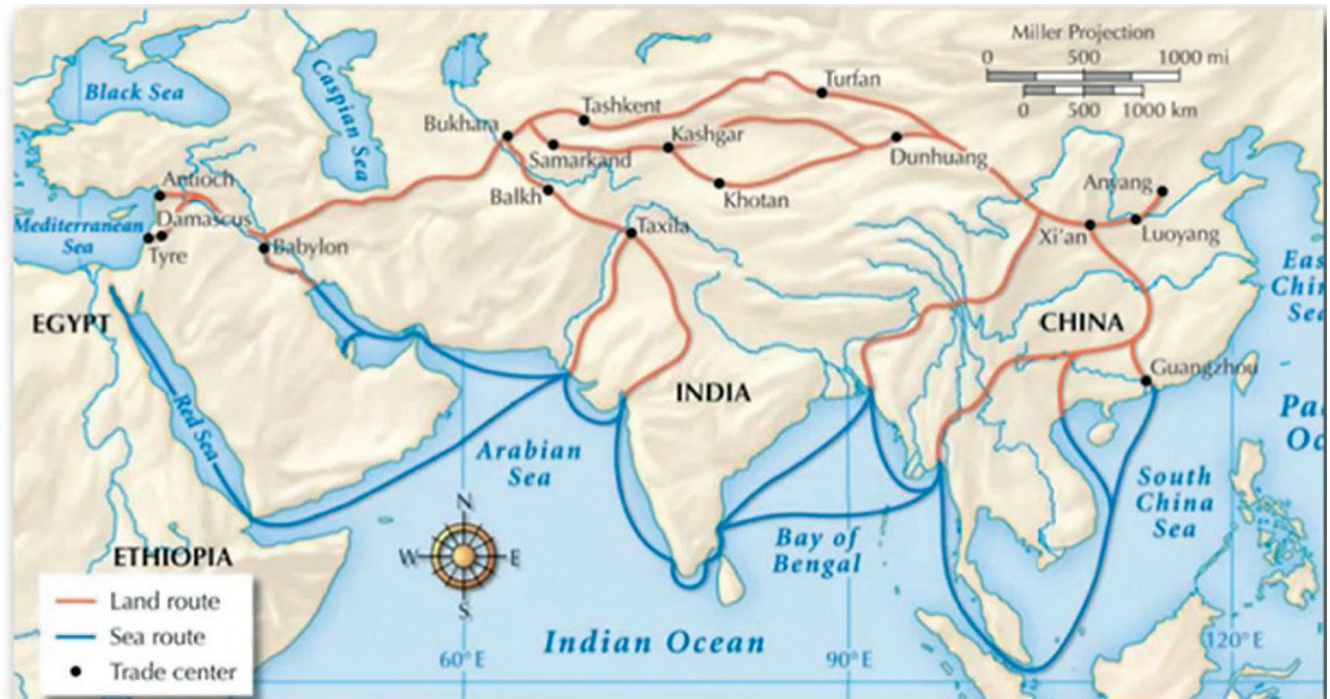 Miller Projection
0 500 1000 mi
0 500 1000 km
Black Sea
Caspian Sea
Turfan
Tashkent
Bukhara
Kashgar
Samarkand
Dunhuang
Antioch
Balkh
Khotan
Anyang
Mediterranean
Sea
Damascus
Taxila
Xi'an
Luoyang
Tyre
Babylon
EGYPT
CHINA
Guangzhou
INDIA
Red Sea
Arabian
Sea
South
China
Sea
Bay of
Bengal
ETHIOPIA
N
W E
S
Land route
Sea route
Trade center
Indian Ocean
60° E
90° E
120° E